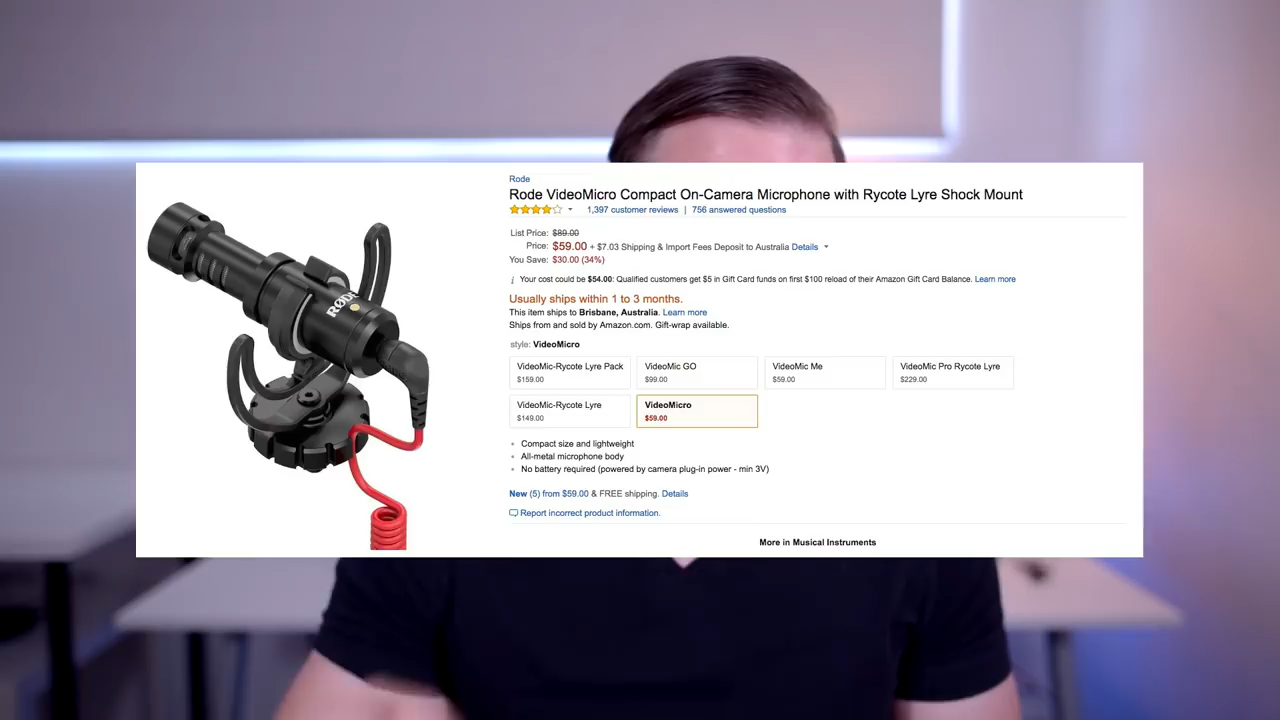 Rode
Rode VideoMicro Compact On-Camera Microphone with Rycote Lyre Shock Mount
1,397 customer reviews | 756 answered questions
List Price: $89.00
Price: $59.00 + $7.03 Shipping & Import Fees Deposit to Australia Details
You Save: $30.00 (34%)
Your cost could be $54.00: Qualified customers get $5 in Gift Card funds on first $100 reload of their Amazon Gift Card Balance. Learn more
Usually ships within 1 to 3 months.
This item ships to Brisbane, Australia. Learn more
Ships from and sold by Amazon.com. Gift-wrap available.
style: VideoMicro
VideoMic-Rycote Lyre Pack VideoMic GO VideoMic Me VideoMic Pro Rycote Lyre
$159.00 $99.00 $59.00 $229.00
VideoMic-Rycote Lyre VideoMicro
$149.00 $59.00
Compact size and lightweight
All-metal microphone body
No battery required (powered by camera plug-in power - min 3V)
New (5) from $59.00 & FREE shipping. Details
Report incorrect product information.
More in Musical Instruments
RØDE